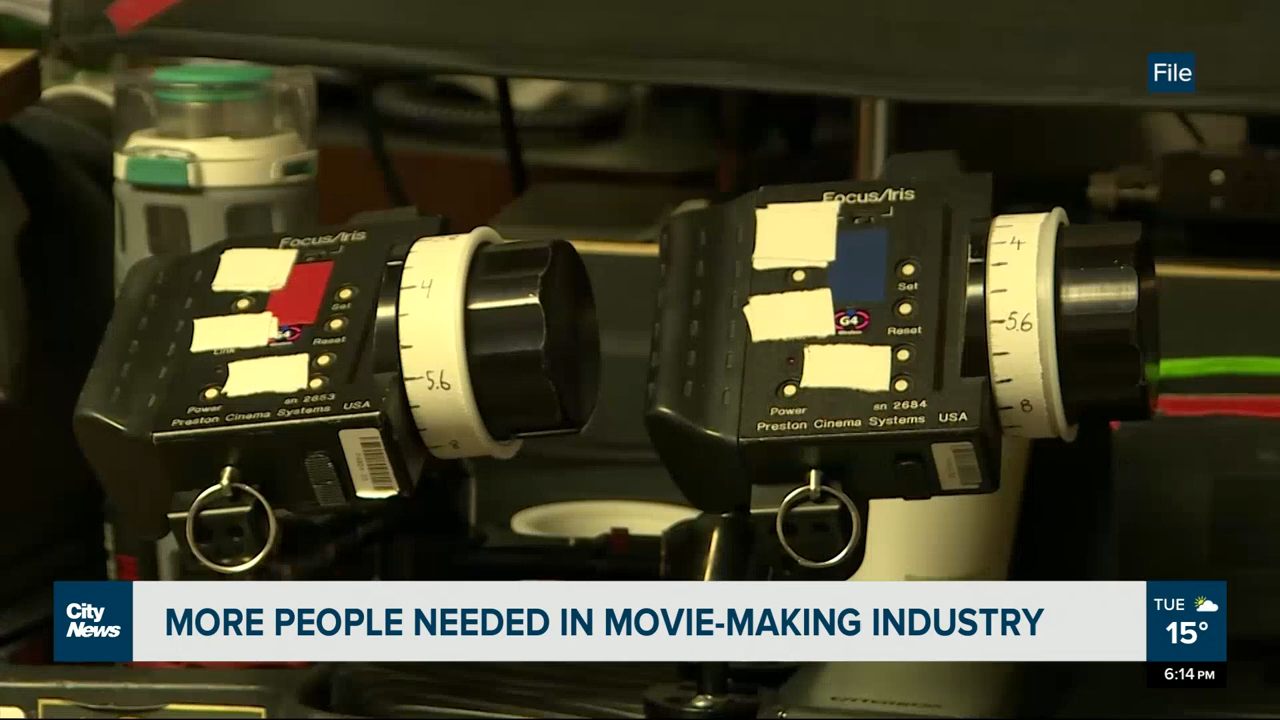 File
Focus/Iris
4
5.6
8
Set
Reset
Link
Power
sn 2653
Preston Cinema Systems USA
Focus/Iris
4
5.6
8
Set
G4
Reset
Power
sn 2684
Preston Cinema Systems USA
City
News
MORE PEOPLE NEEDED IN MOVIE-MAKING INDUSTRY
TUE
15°
6:14 PM